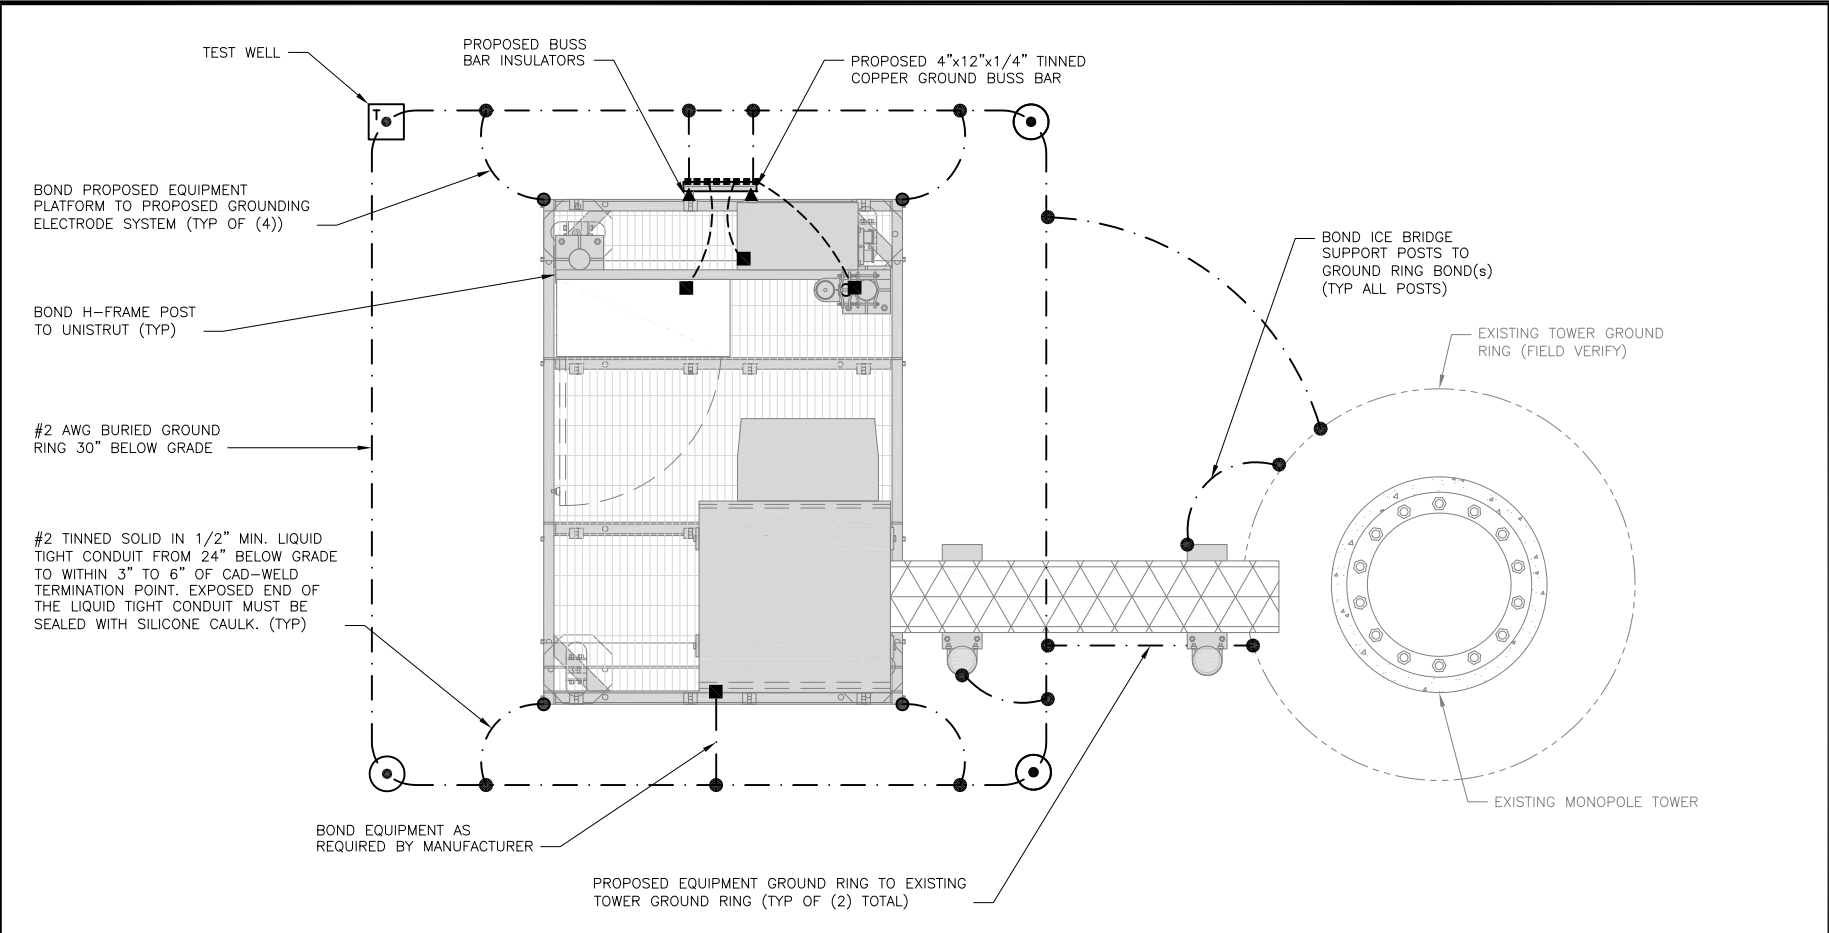 TEST WELL
PROPOSED BUSS
BAR INSULATORS
PROPOSED 4"x12"x1/4" TINNED
COPPER GROUND BUSS BAR
T
BOND PROPOSED EQUIPMENT
PLATFORM TO PROPOSED GROUNDING
ELECTRODE SYSTEM (TYP OF (4))
BOND ICE BRIDGE
SUPPORT POSTS TO
GROUND RING BOND(s)
(TYP ALL POSTS)
BOND H-FRAME POST
TO UNISTRUT (TYP)
EXISTING TOWER GROUND
RING (FIELD VERIFY)
#2 AWG BURIED GROUND
RING 30" BELOW GRADE
#2 TINNED SOLID IN 1/2" MIN. LIQUID
TIGHT CONDUIT FROM 24" BELOW GRADE
TO WITHIN 3" TO 6" OF CAD-WELD
TERMINATION POINT. EXPOSED END OF
THE LIQUID TIGHT CONDUIT MUST BE
SEALED WITH SILICONE CAULK. (TYP)
EXISTING MONOPOLE TOWER
BOND EQUIPMENT AS
REQUIRED BY MANUFACTURER
PROPOSED EQUIPMENT GROUND RING TO EXISTING
TOWER GROUND RING (TYP OF (2) TOTAL)